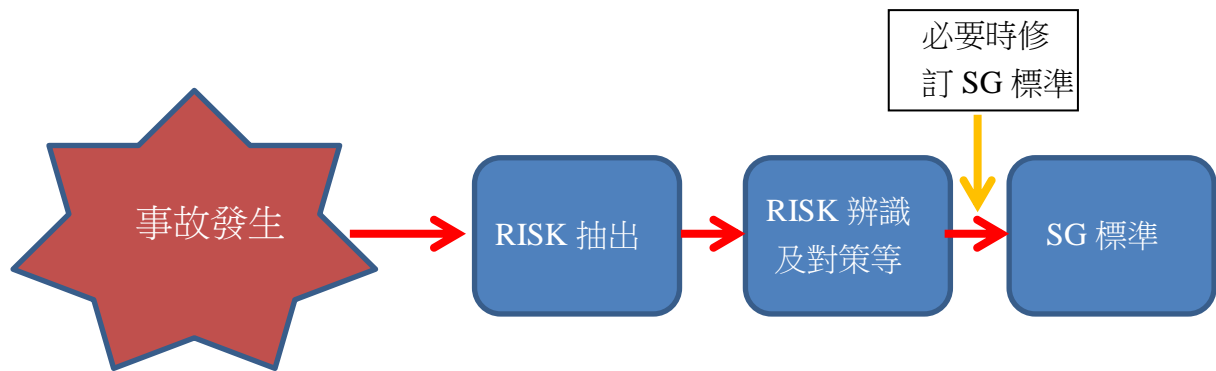 必要時修
訂 SG 標準
事故發生
RISK 抽出
RISK 辨識
及對策等
SG 標準